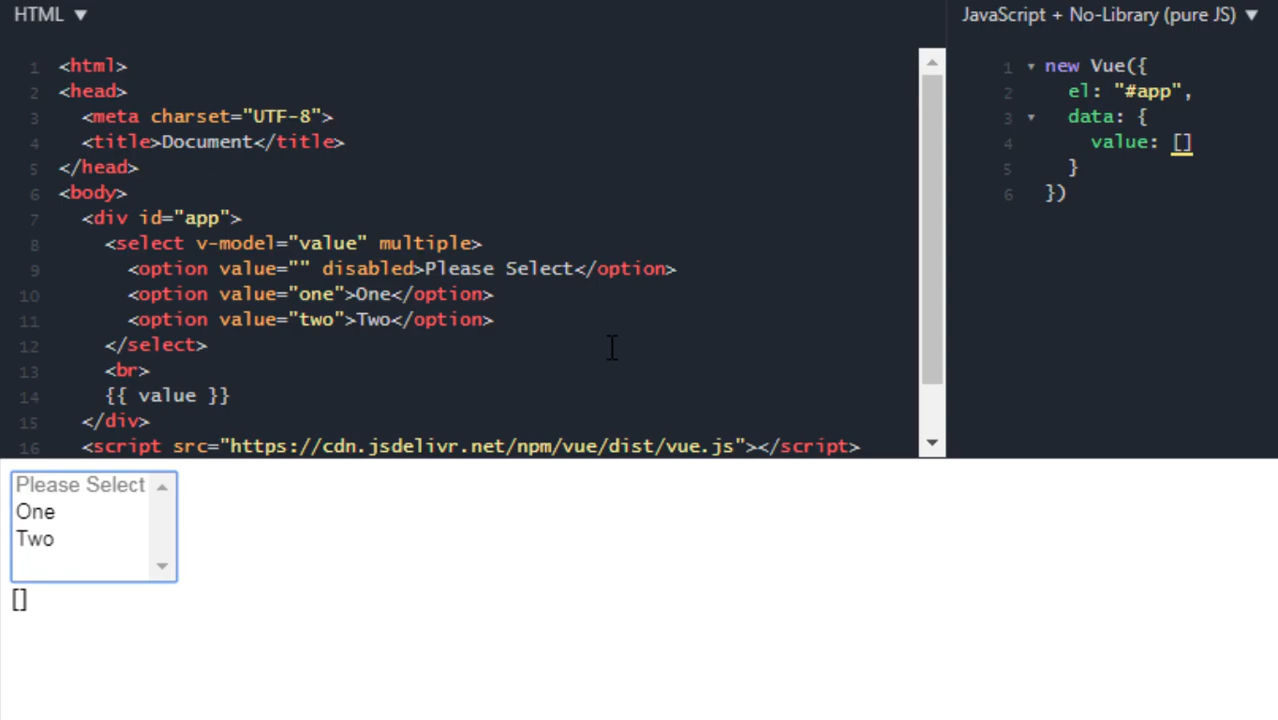 HTML ▼
1 <html>
2 <head>
3 <meta charset="UTF-8">
4 <title>Document</title>
5 </head>
6 <body>
7 <div id="app">
8 <select v-model="value" multiple>
9 <option value="" disabled>Please Select</option>
10 <option value="one">One</option>
11 <option value="two">Two</option>
12 </select>
13 <br>
14 {{ value }}
15 </div>
16 <script src="https://cdn.jsdelivr.net/npm/vue/dist/vue.js"></script>
JavaScript + No-Library (pure JS) ▼
1 ▾ new Vue({
2 el: "#app",
3 ▾ data: {
4 value: []
5 }
6 })
Please Select
One
Two
[]